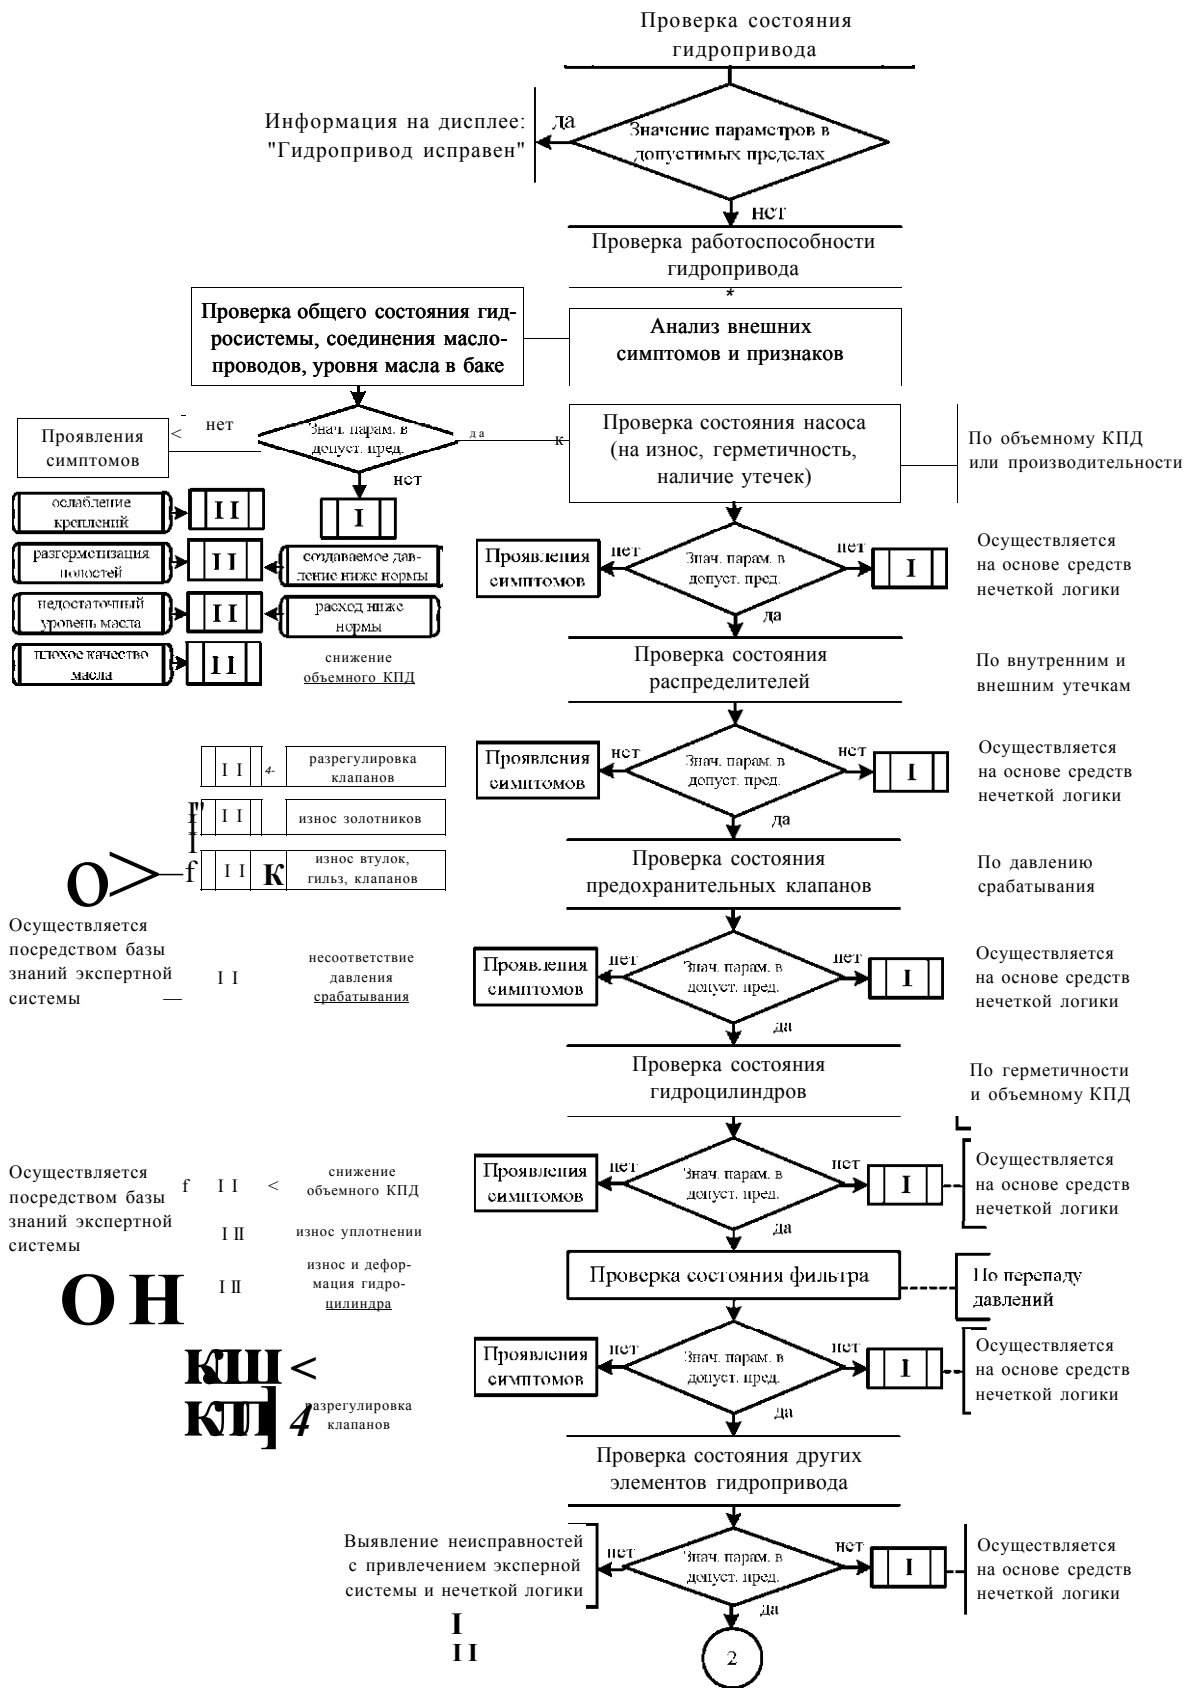 Проверка состояния
гидропривода
Информация на дисплее:
"Гидропривод исправен"
да
Значение параметров в
допустимых пределах
нет
Проверка работоспособности
гидропривода
*
Проверка общего состояния гид-
росистемы, соединения масло-
проводов, уровня масла в баке
Анализ внешних
симптомов и признаков
Проявления
симптомов
<
нет
Знач. парам. в
допуст. пред.
да
к
нет
Проверка состояния насоса
(на износ, герметичность,
наличие утечек)
По объемному КПД
или производительности
ослабление
креплений
II
I
разгерметизация
полостей
II
создаваемое дав-
ление ниже нормы
недостаточный
уровень масла
II
расход ниже
нормы
плохое качество
масла
II
снижение
объемного КПД
Проявления
симптомов
нет
Знач. парам. в
допуст. пред.
нет
I
да
Осуществляется
на основе средств
нечеткой логики
Проверка состояния
распределителей
По внутренним и
внешним утечкам
I I
4-
разрегулировка
клапанов
I"
I I
износ золотников
I
О>—f
I I
К
износ втулок,
гильз, клапанов
Проявления
симптомов
нет
Знач. парам. в
допуст. пред.
нет
I
да
Осуществляется
на основе средств
нечеткой логики
Проверка состояния
предохранительных клапанов
По давлению
срабатывания
Осуществляется
посредством базы
знаний экспертной
системы —
I I
несоответствие
давления
срабатывания
Проявления
симптомов
нет
Знач. парам. в
допуст. пред.
нет
I
да
Осуществляется
на основе средств
нечеткой логики
Проверка состояния
гидроцилиндров
По герметичности
и объемному КПД
Осуществляется
посредством базы
знаний экспертной
системы
f I I <
снижение
объемного КПД
I II
износ уплотнении
I II
износ и дефор-
мация гидро-
цилиндра
О Н
Проявления
симптомов
нет
Знач. парам. в
допуст. пред.
нет
I
да
Осуществляется
на основе средств
нечеткой логики
Проверка состояния фильтра
По перепаду
давлений
КШ <
КЛ] 4
разрегулировка
клапанов
Проявления
симптомов
нет
Знач. парам. в
допуст. пред.
нет
I
да
Осуществляется
на основе средств
нечеткой логики
Проверка состояния других
элементов гидропривода
Выявление неисправностей
с привлечением эксперной
системы и нечеткой логики
I
I I
нет
Знач. парам. в
допуст. пред.
нет
I
да
Осуществляется
на основе средств
нечеткой логики
2